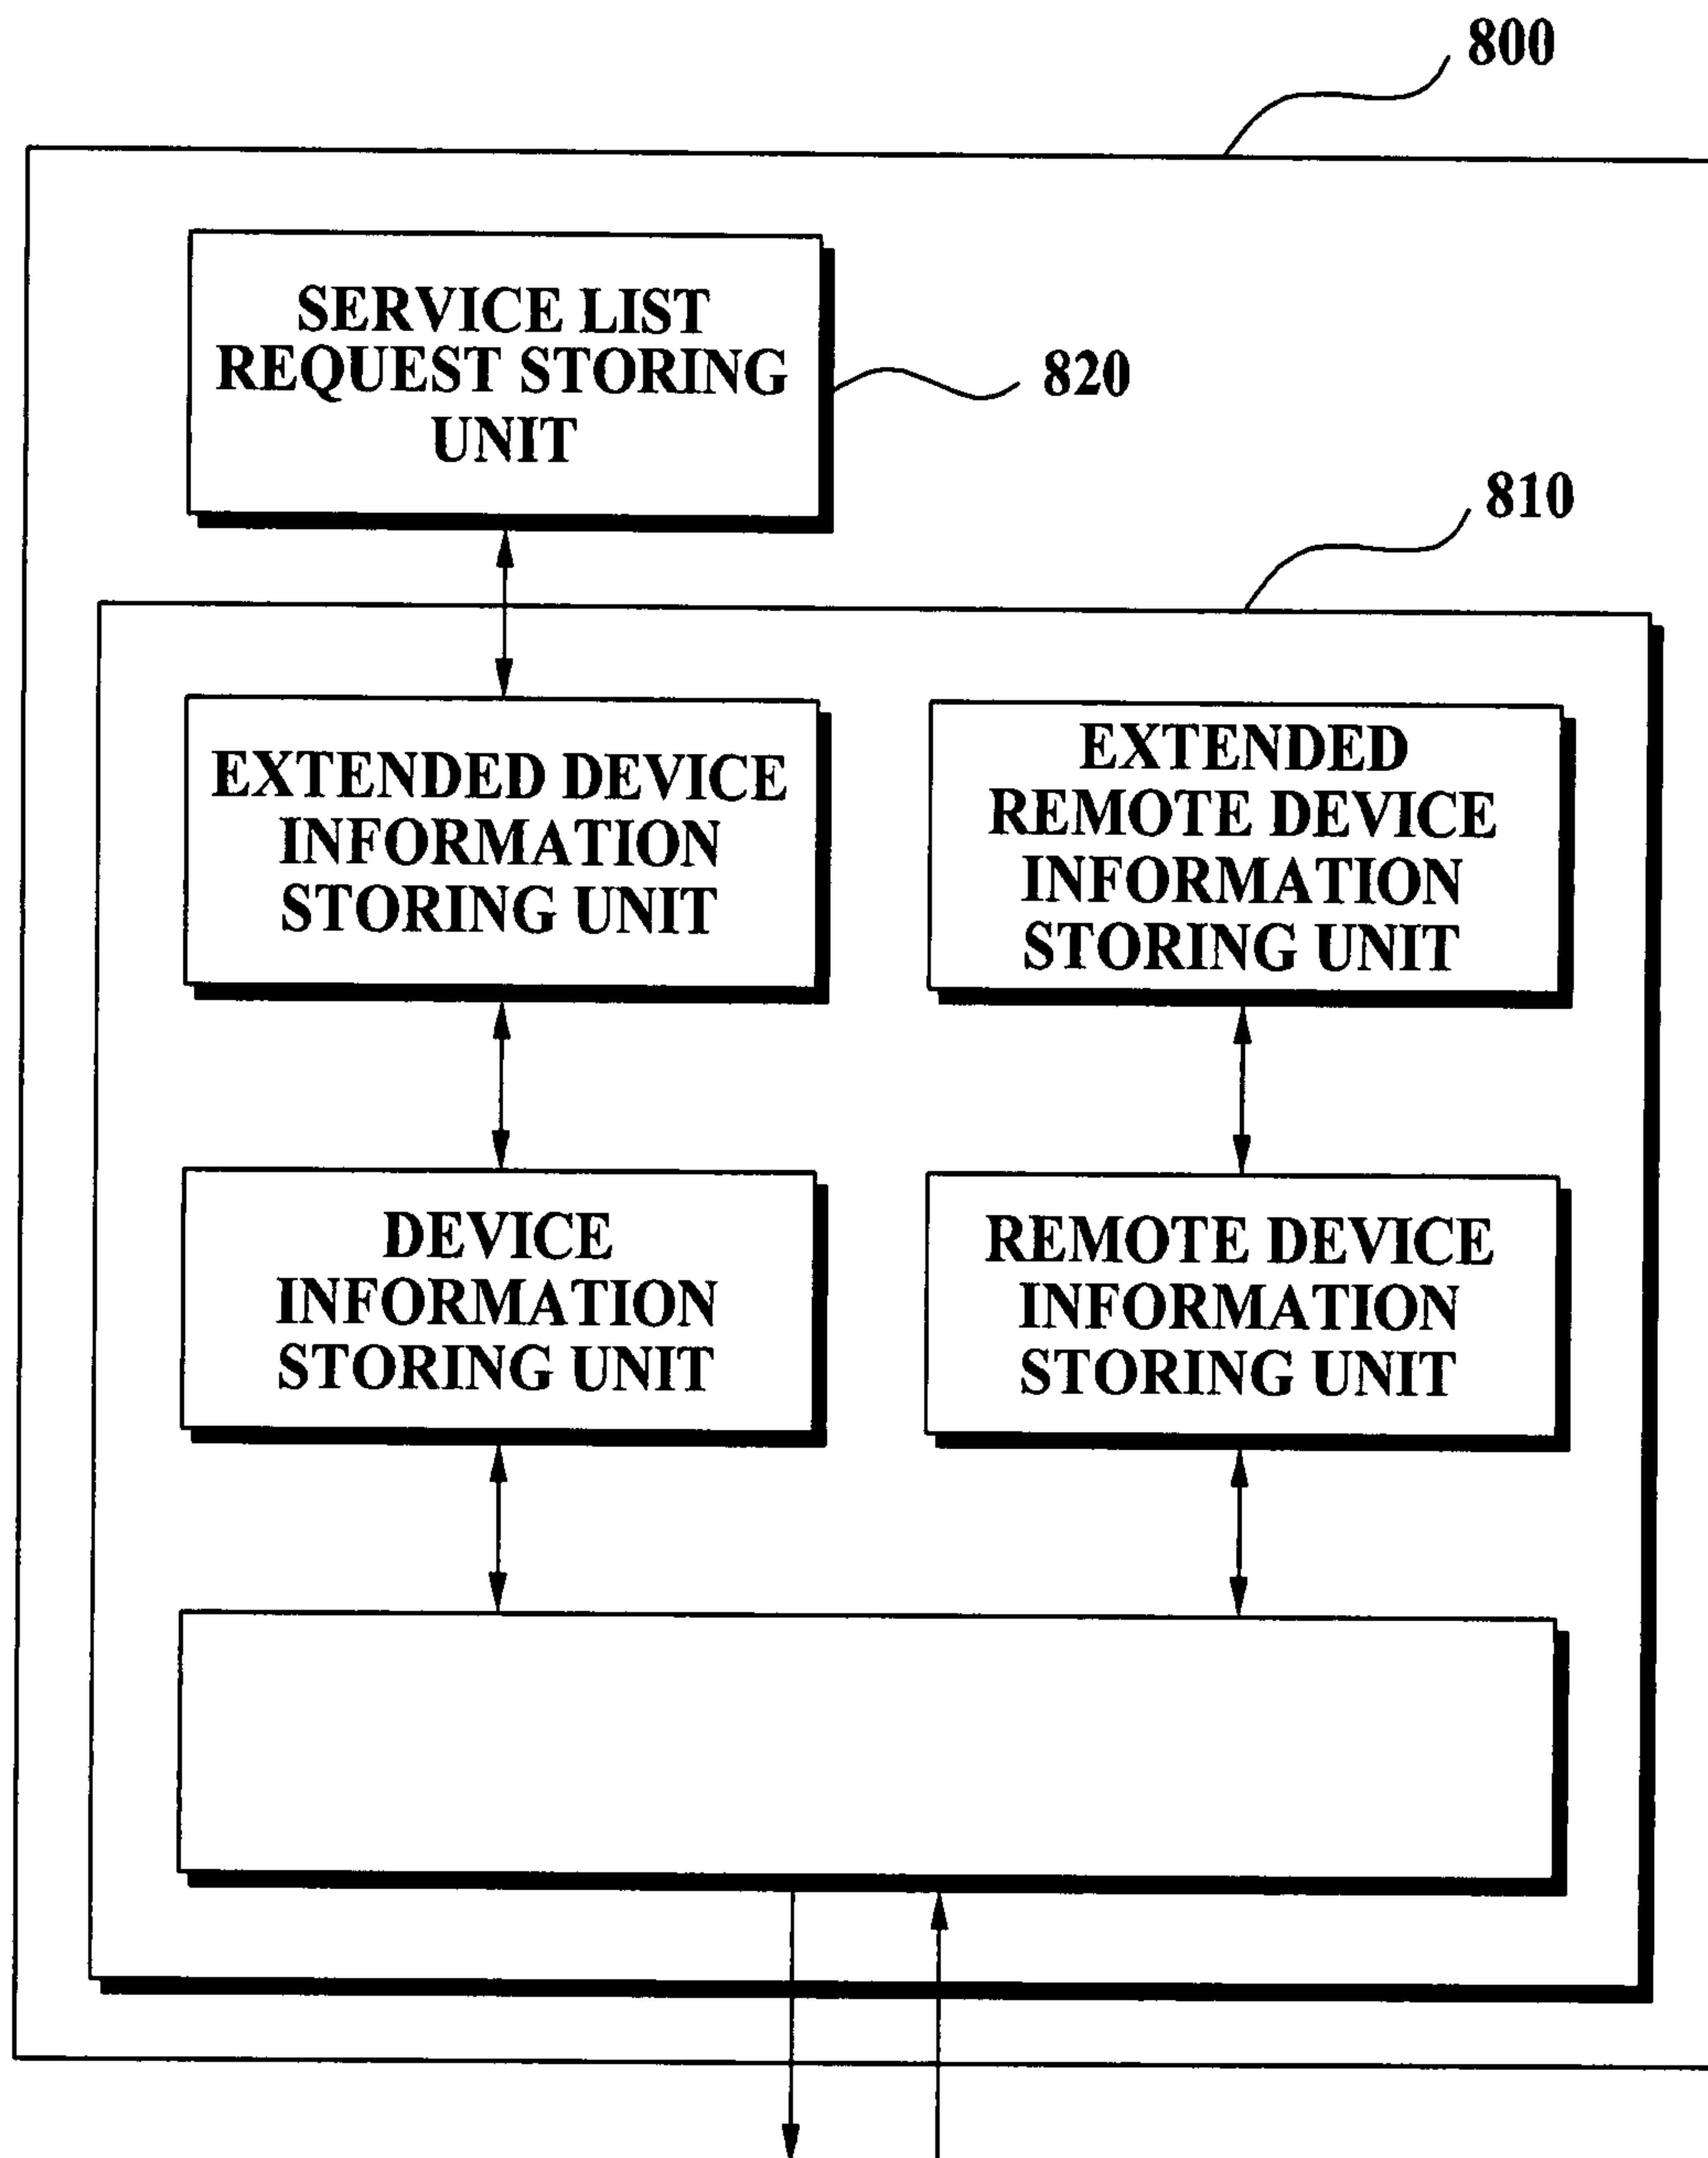 800
SERVICE LIST
REQUEST STORING
UNIT
820
810
EXTENDED DEVICE
INFORMATION
STORING UNIT
EXTENDED
REMOTE DEVICE
INFORMATION
STORING UNIT
DEVICE
INFORMATION
STORING UNIT
REMOTE DEVICE
INFORMATION
STORING UNIT